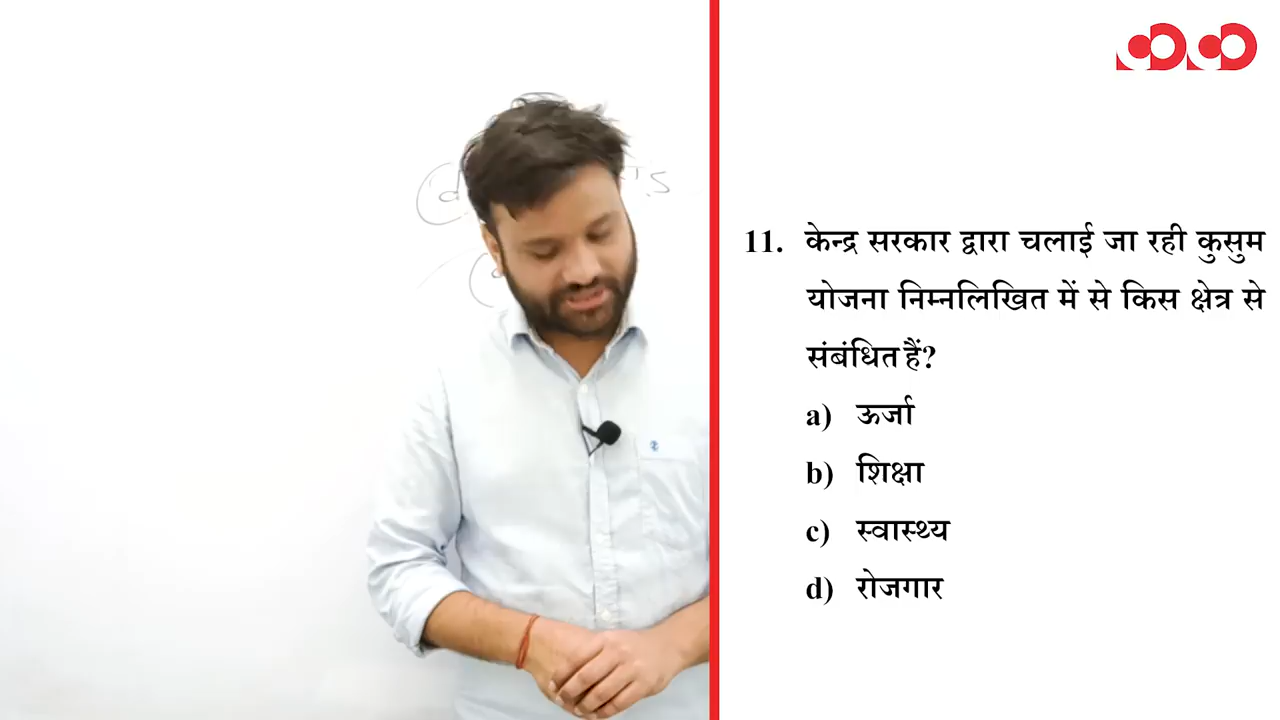 11. केन्द्र सरकार द्वारा चलाई जा रही कुसुम
योजना निम्नलिखित में से किस क्षेत्र से
संबंधित हैं?
a) ऊर्जा
b) शिक्षा
c) स्वास्थ्य
d) रोजगार